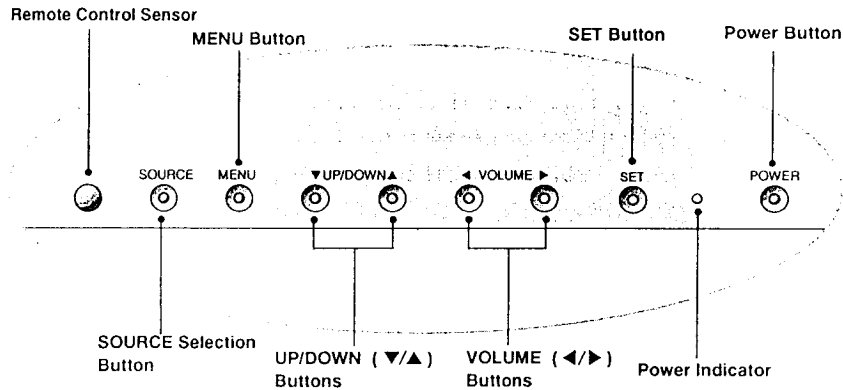 Remote Control Sensor
MENU Button
SET Button
Power Button
SOURCE
MENU
▼UP/DOWN▲
◀ VOLUME ▶
SET
POWER
SOURCE Selection
Button
UP/DOWN ( ▼/▲ )
Buttons
VOLUME ( ◀/▶ )
Buttons
Power Indicator